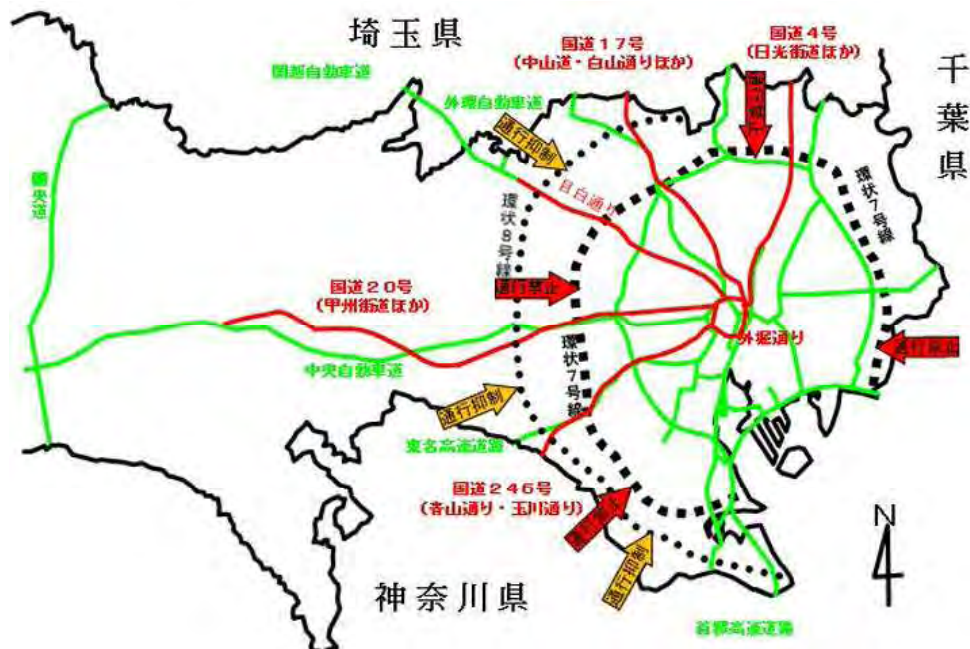 埼玉県
国道17号
(中山道・白山通りほか)
国道4号
(日光街道ほか)
千葉県
関越自動車道
外環自動車道
通行抑制
通行禁止
目白通り
環状7号線
圏央道
環状8号線
通行禁止
国道20号
(甲州街道ほか)
外堀通り
通行禁止
中央自動車道
環状7号線
通行抑制
東名高速道路
国道246号
(青山通り・玉川通り)
通行禁止
通行抑制
N
神奈川県
首都高速道路